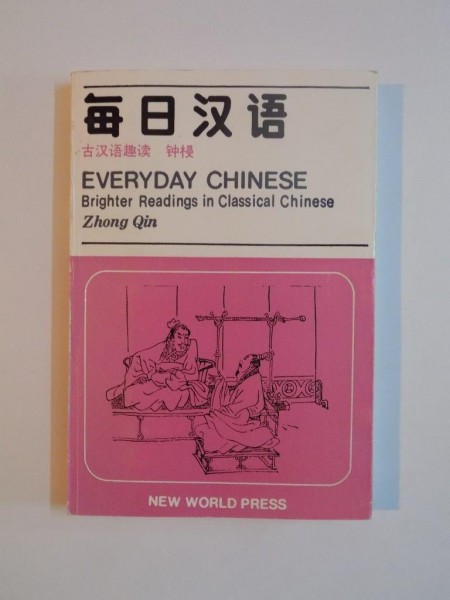 每日汉语
古汉语趣读 钟梫
EVERYDAY CHINESE
Brighter Readings in Classical Chinese
Zhong Qin
NEW WORLD PRESS